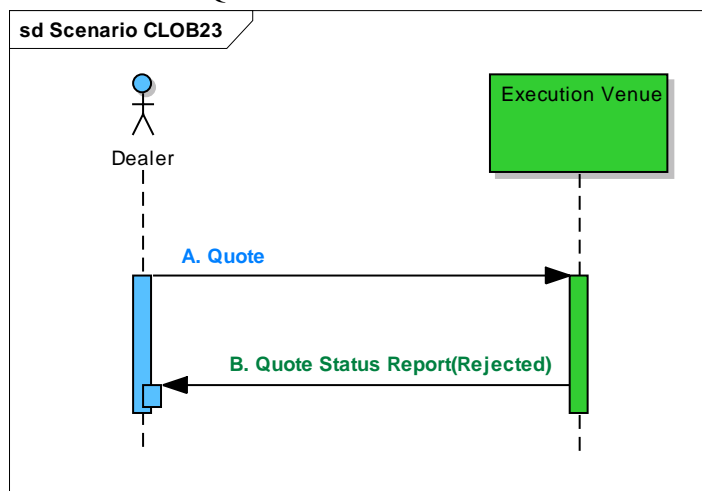 sd Scenario CLOB23
Execution Venue
Dealer
A. Quote
B. Quote Status Report(Rejected)